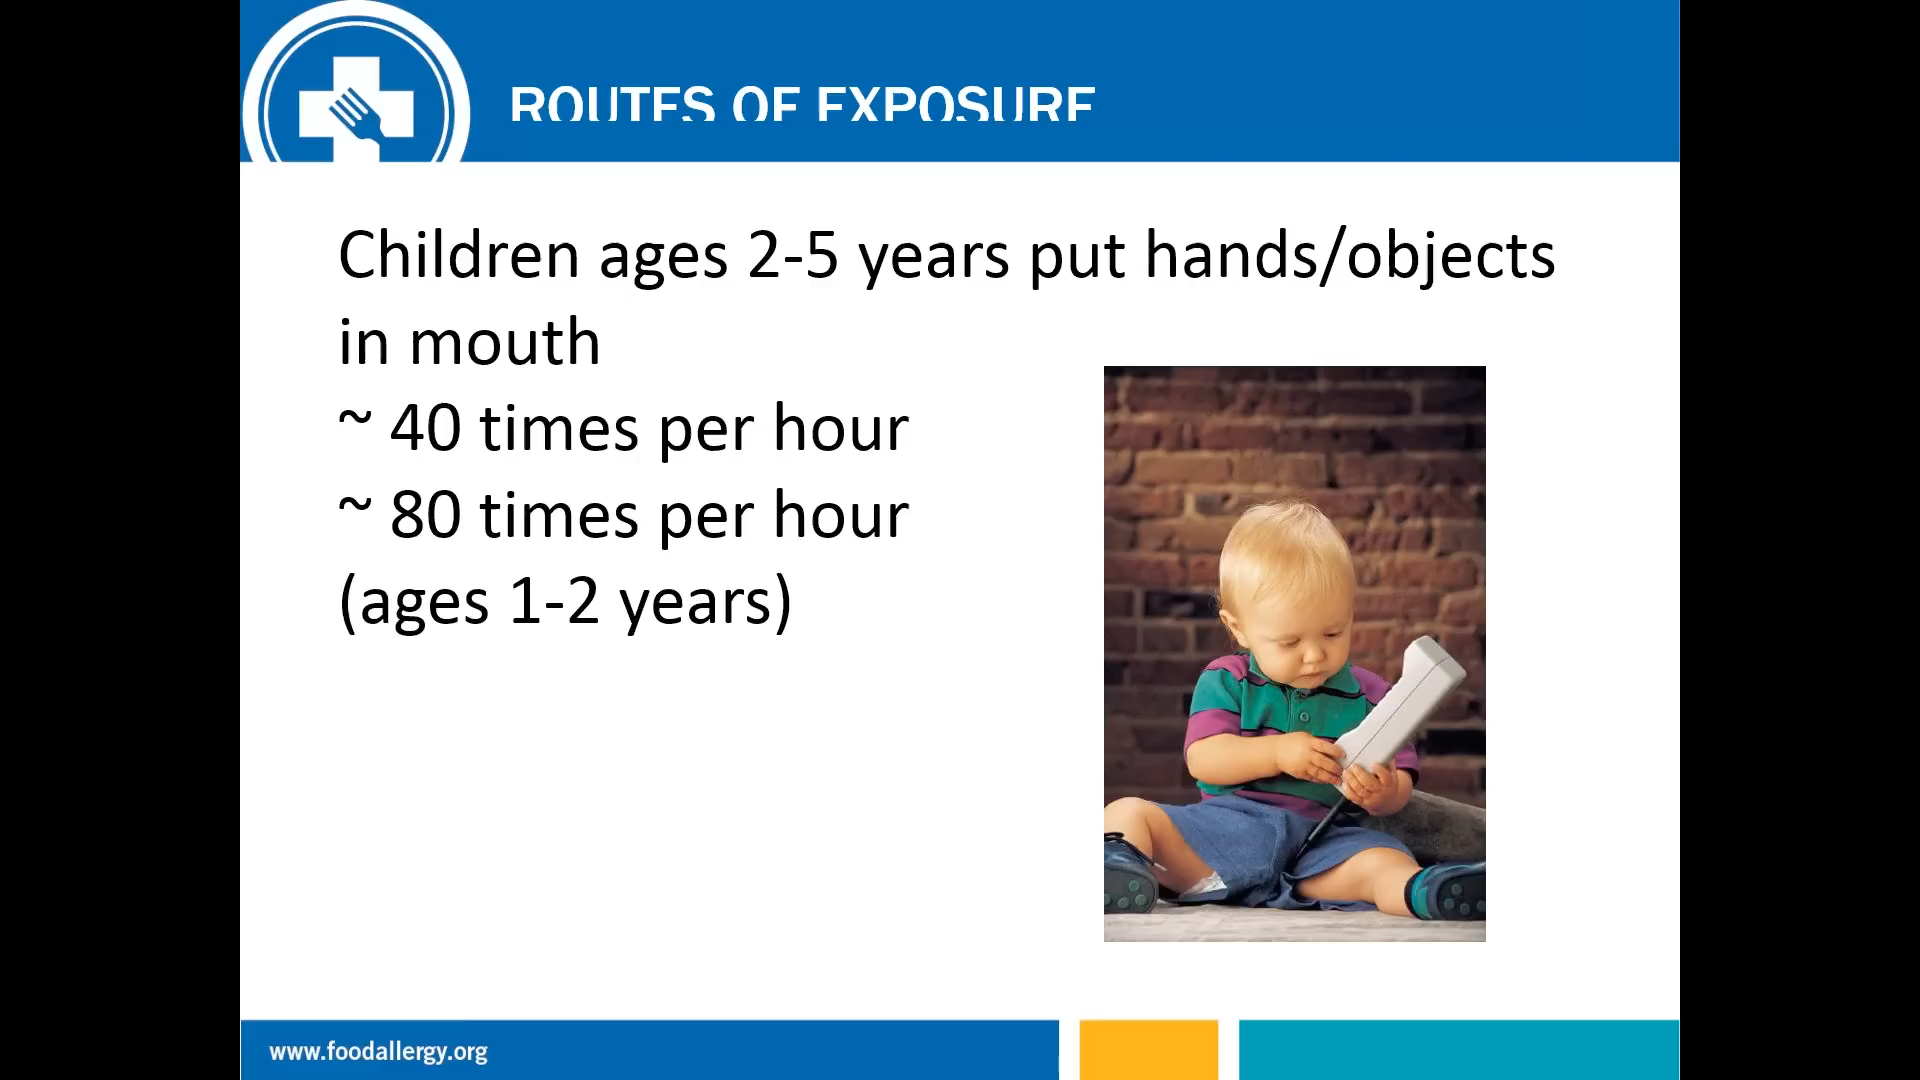 ROUTES OF EXPOSURE
Children ages 2-5 years put hands/objects
in mouth
~ 40 times per hour
~ 80 times per hour
(ages 1-2 years)
www.foodallergy.org